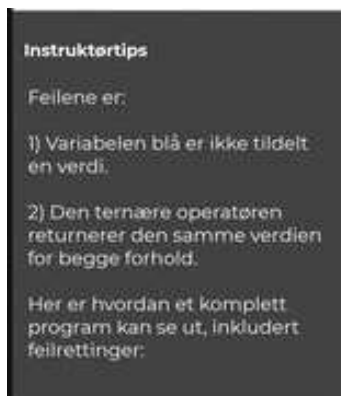 Instruktørtips
Feilene er:
1) Variabelen blå er ikke tildelt
en verdi.
2) Den ternære operatøren
returnerer den samme verdien
for begge forhold.
Her er hvordan et komplett
program kan se ut, inkludert
feilrettinger: